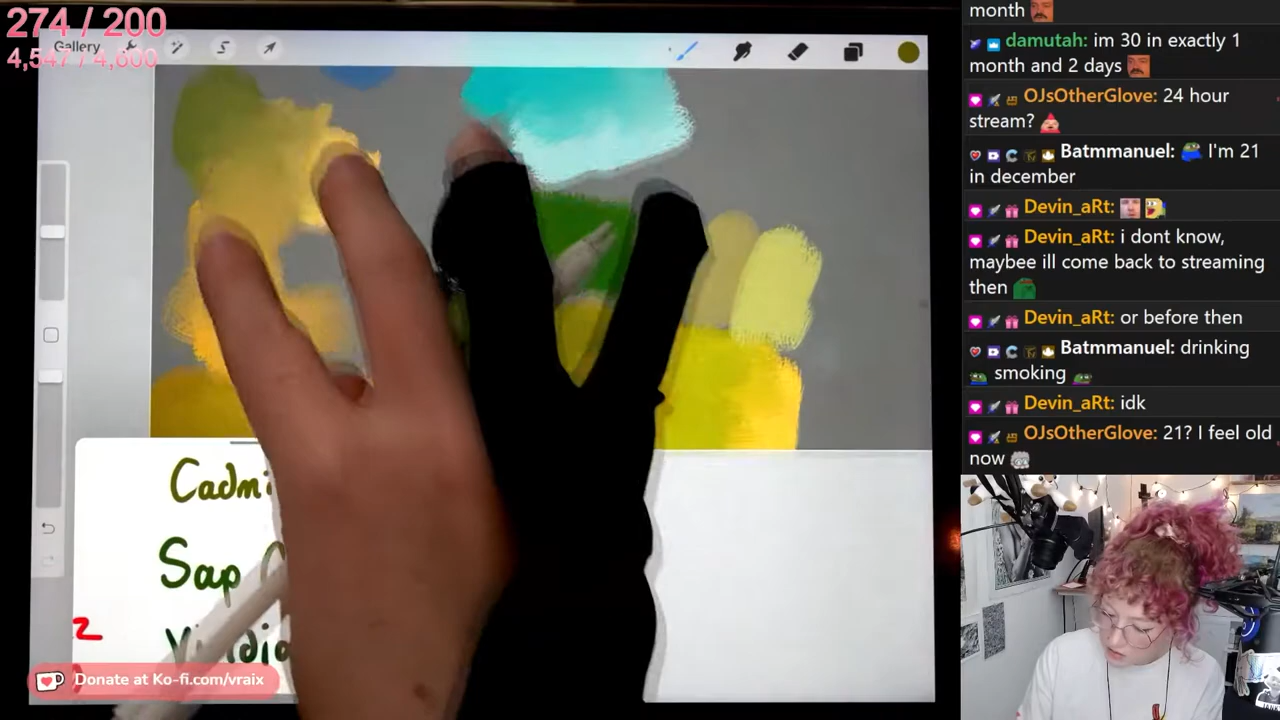 274 / 200
4,547 / 4,600
Gallery
Cadmi
Sap
2
Donate at Ko-fi.com/vraix
month
damutah: im 30 in exactly 1
month and 2 days
OJsOtherGlove: 24 hour
stream?
Batmmanuel: I'm 21
in december
Devin_aRt:
Devin_aRt: i dont know,
maybee ill come back to streaming
then
Devin_aRt: or before then
Batmmanuel: drinking
smoking
Devin_aRt: idk
OJsOtherGlove: 21? I feel old
now